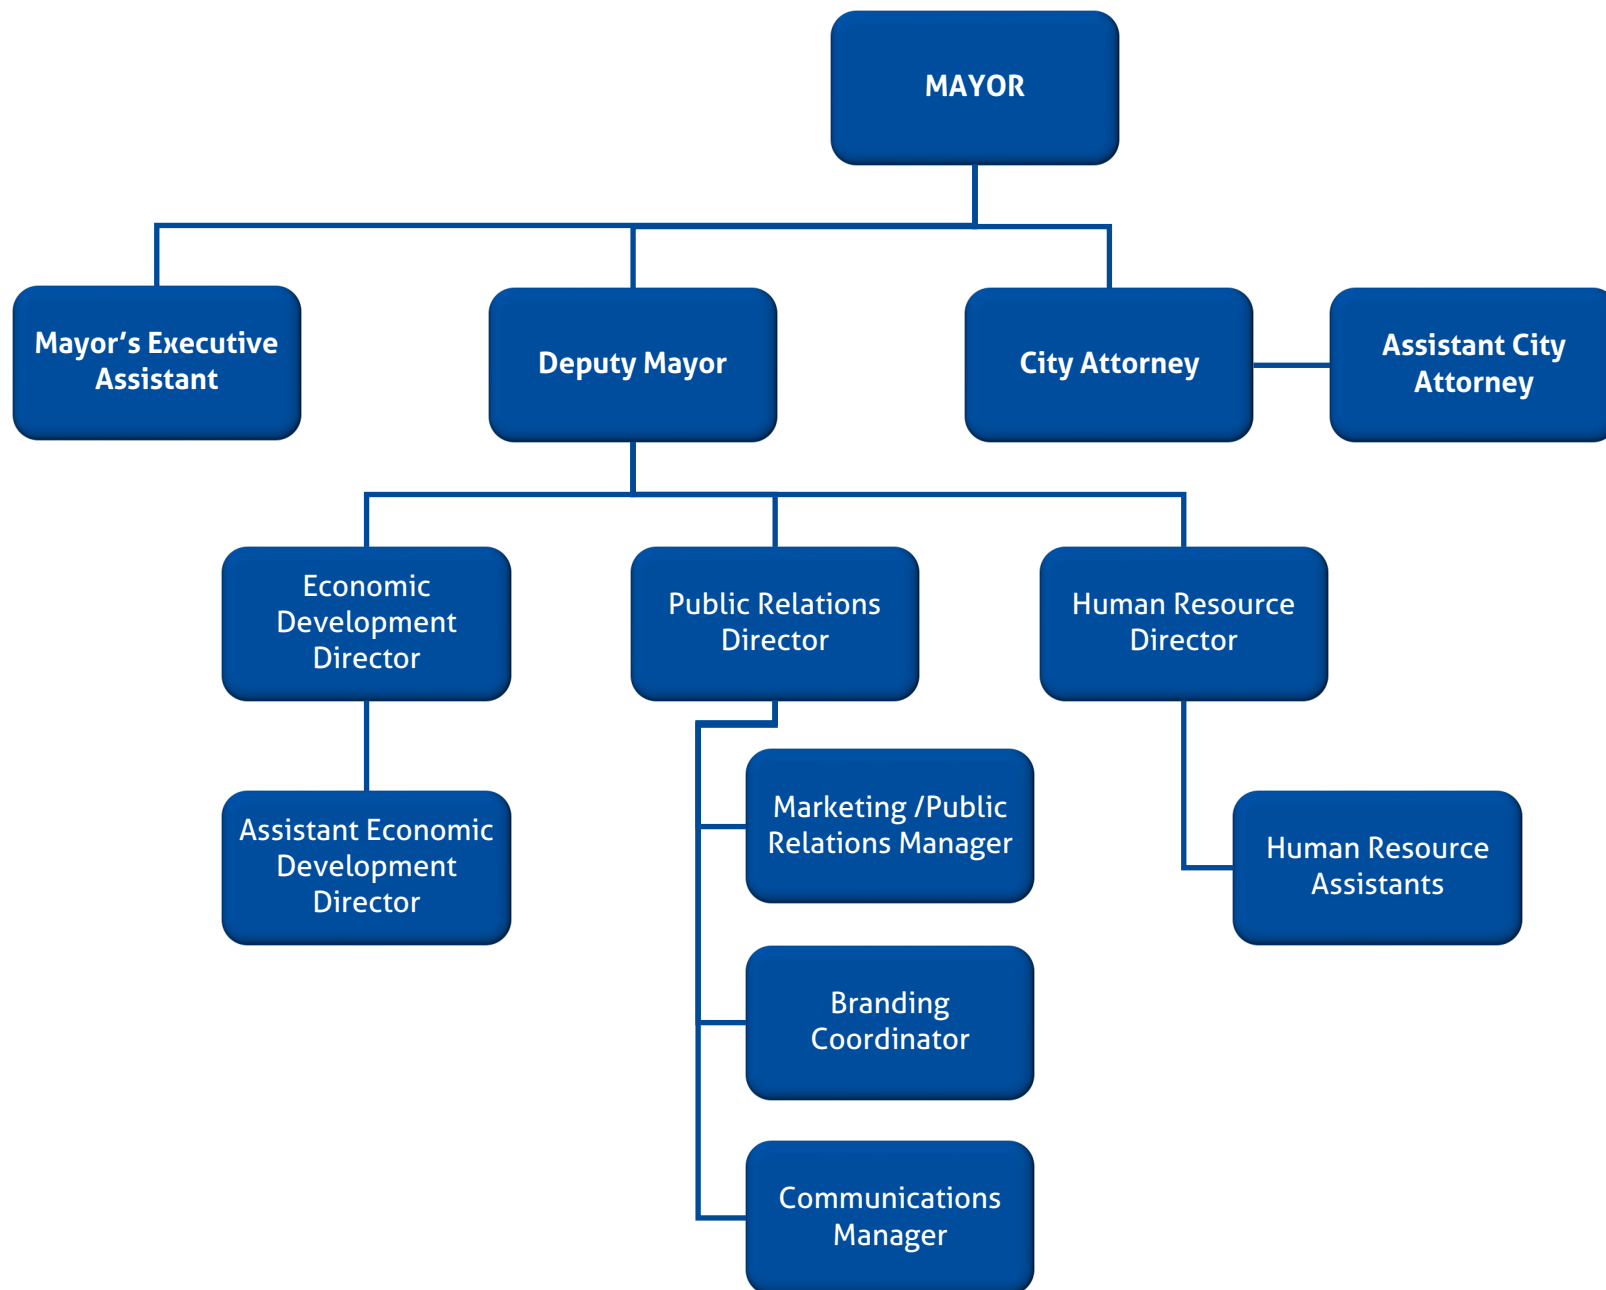 MAYOR
Mayor’s Executive
Assistant
Deputy Mayor
City Attorney
Assistant City
Attorney
Economic
Development
Director
Public Relations
Director
Human Resource
Director
Assistant Economic
Development
Director
Marketing /Public
Relations Manager
Human Resource
Assistants
Branding
Coordinator
Communications
Manager